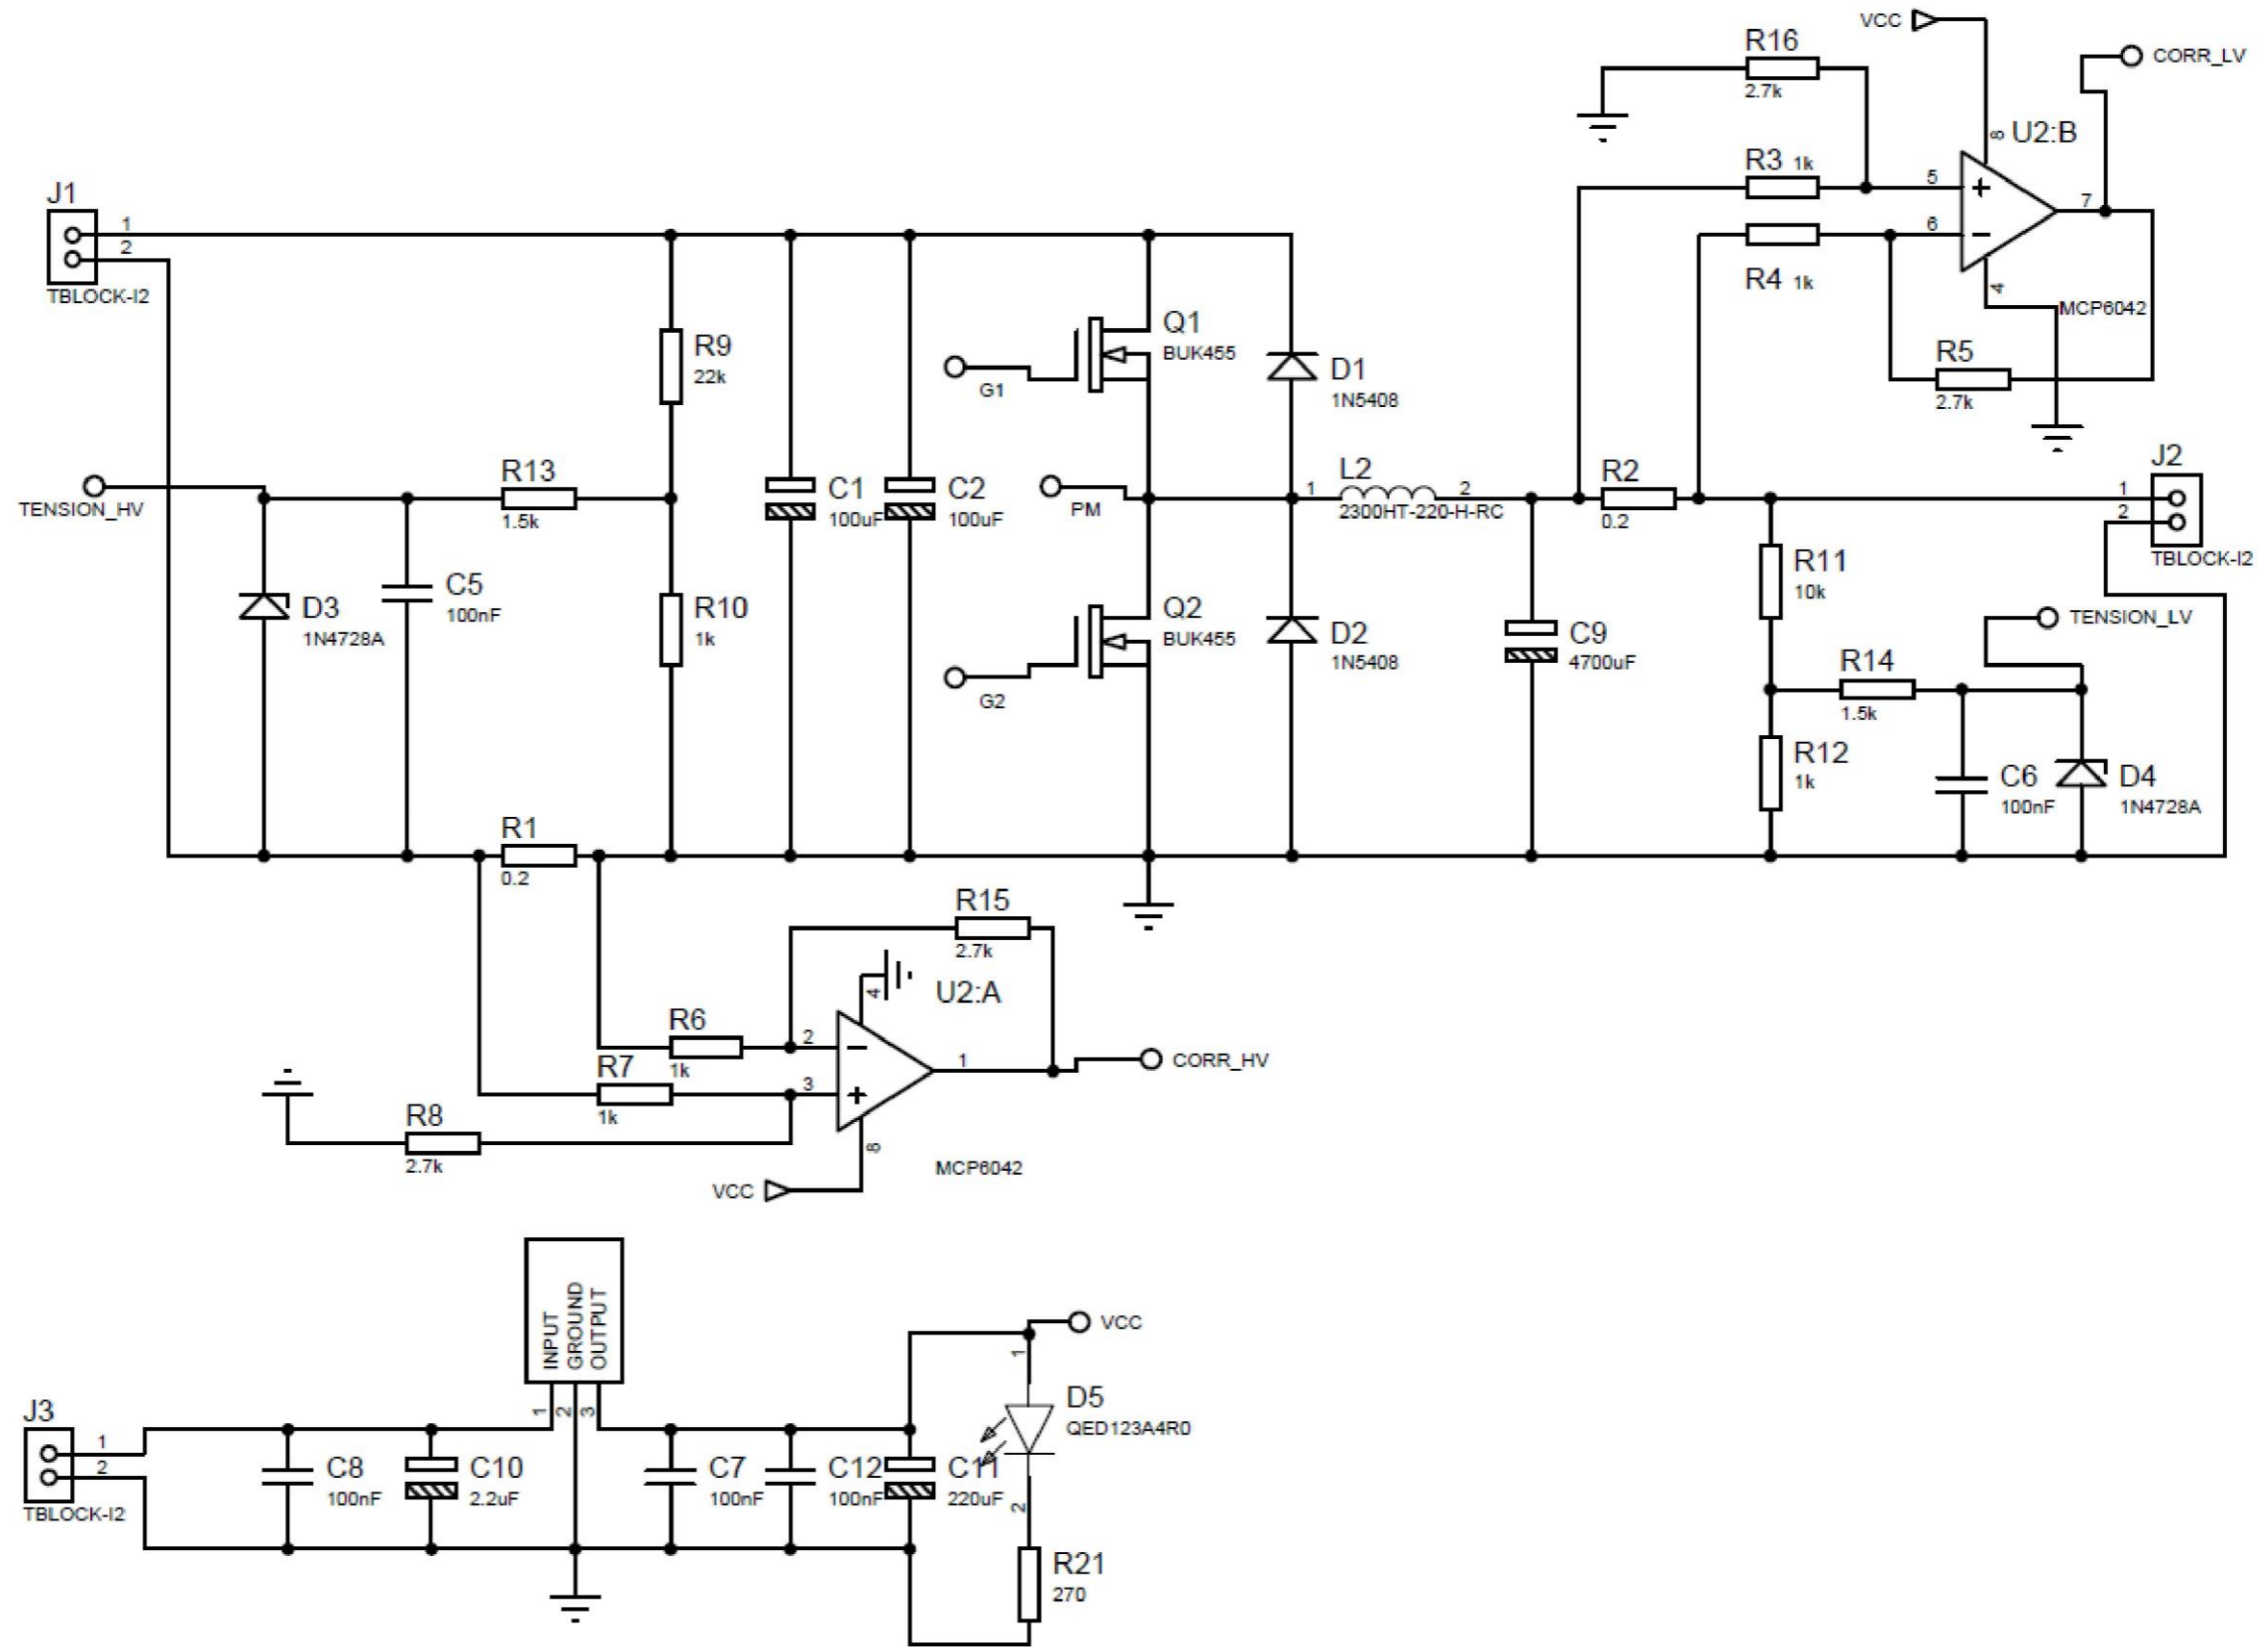 VCC
CORR_LV
R16
2.7k
8
U2:B
R3 1k
5
+
7
6
−
R4 1k
4
MCP6042
R5
2.7k
J1
1
2
TBLOCK-I2
R9
22k
Q1
BUK455
G1
D1
1N5408
R13
1.5k
TENSION_HV
C1
100uF
C2
100uF
PM
1
L2
2
2300HT-220-H-RC
R2
0.2
J2
1
2
TBLOCK-I2
D3
1N4728A
C5
100nF
R10
1k
Q2
BUK455
G2
D2
1N5408
C9
4700uF
R11
10k
TENSION_LV
R14
1.5k
R12
1k
C6
100nF
D4
1N4728A
R1
0.2
R15
2.7k
4
U2:A
R6
1k
2
−
R7
1k
3
+
1
CORR_HV
R8
2.7k
8
MCP6042
VCC
INPUT
GROUND
OUTPUT
1
2
3
VCC
1
D5
QED123A4R0
2
J3
1
2
TBLOCK-I2
C8
100nF
C10
2.2uF
C7
100nF
C12
100nF
C11
220uF
R21
270